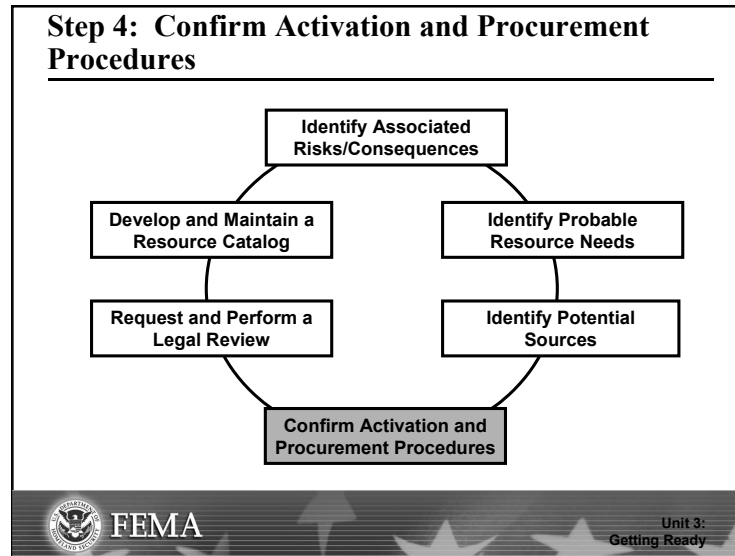 Step 4: Confirm Activation and Procurement
Procedures
Identify Associated
Risks/Consequences
Identify Probable
Resource Needs
Identify Potential
Sources
Confirm Activation and
Procurement Procedures
Request and Perform a
Legal Review
Develop and Maintain a
Resource Catalog
FEMA
Unit 3:
Getting Ready